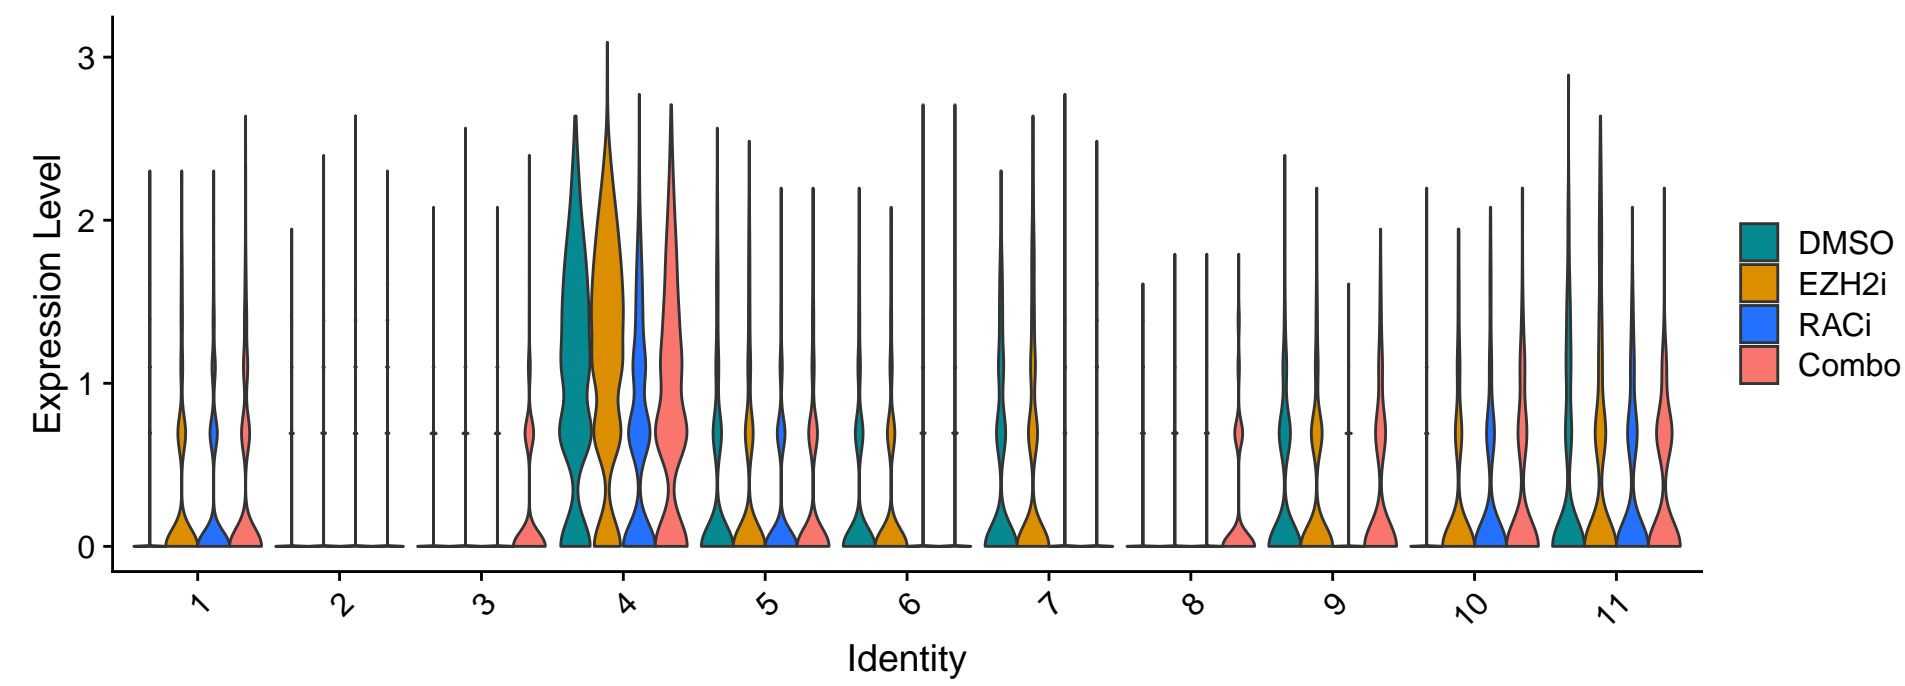 Expression Level
3
2
1
0
1
2
3
4
5
6
7
8
9
10
11
Identity
DMSO
EZH2i
RACi
Combo